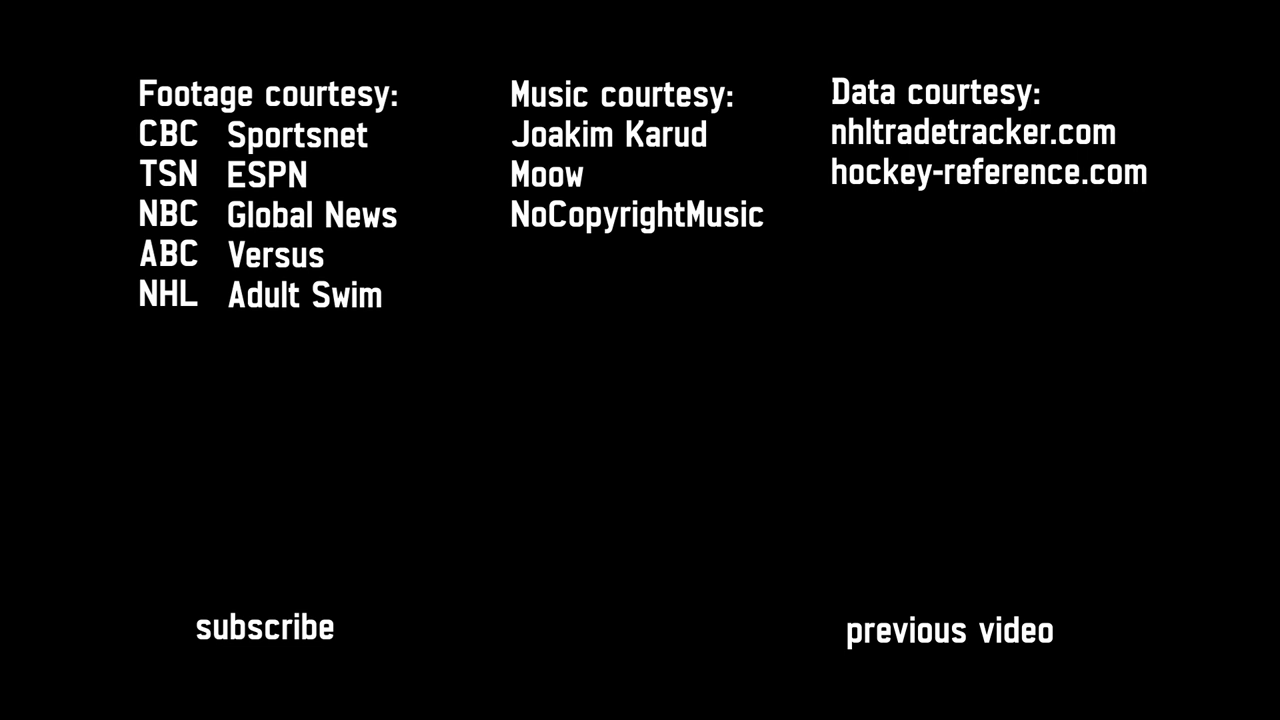 Footage courtesy:
CBC Sportsnet
TSN ESPN
NBC Global News
ABC Versus
NHL Adult Swim
Music courtesy:
Joakim Karud
Moow
NoCopyrightMusic
Data courtesy:
nhltradetracker.com
hockey-reference.com
subscribe
previous video